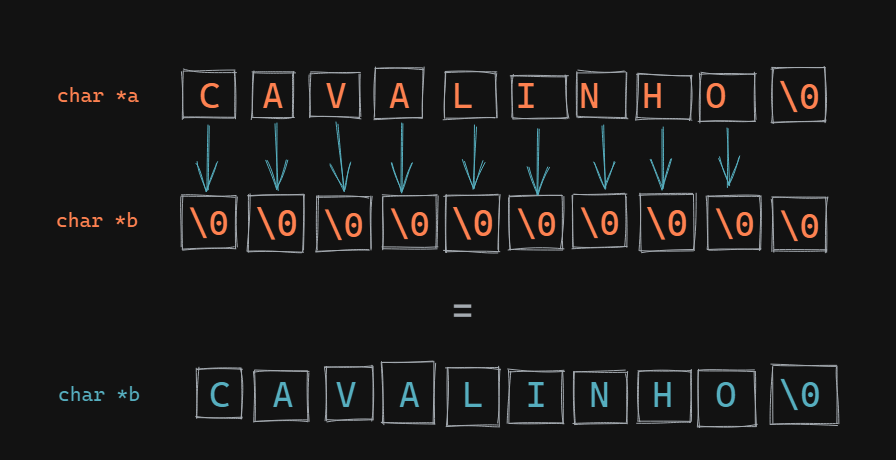 char *a C A V A L I N H O \0
char *b \0 \0 \0 \0 \0 \0 \0 \0 \0 \0
=
char *b C A V A L I N H O \0